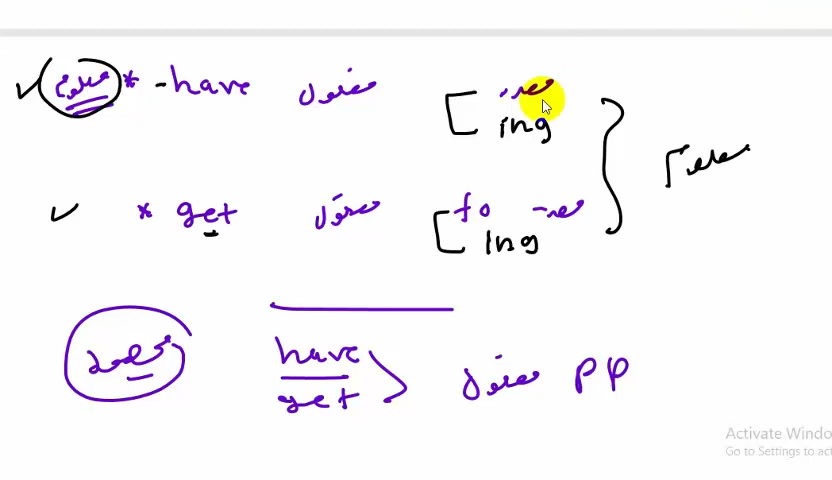 معلوم * - have مفعول [ مصدر
ing
* get مفعول [ to مصدر
ing
معلوم
مجهول
have
get
مفعول PP
Activate Windo
Go to Settings to act